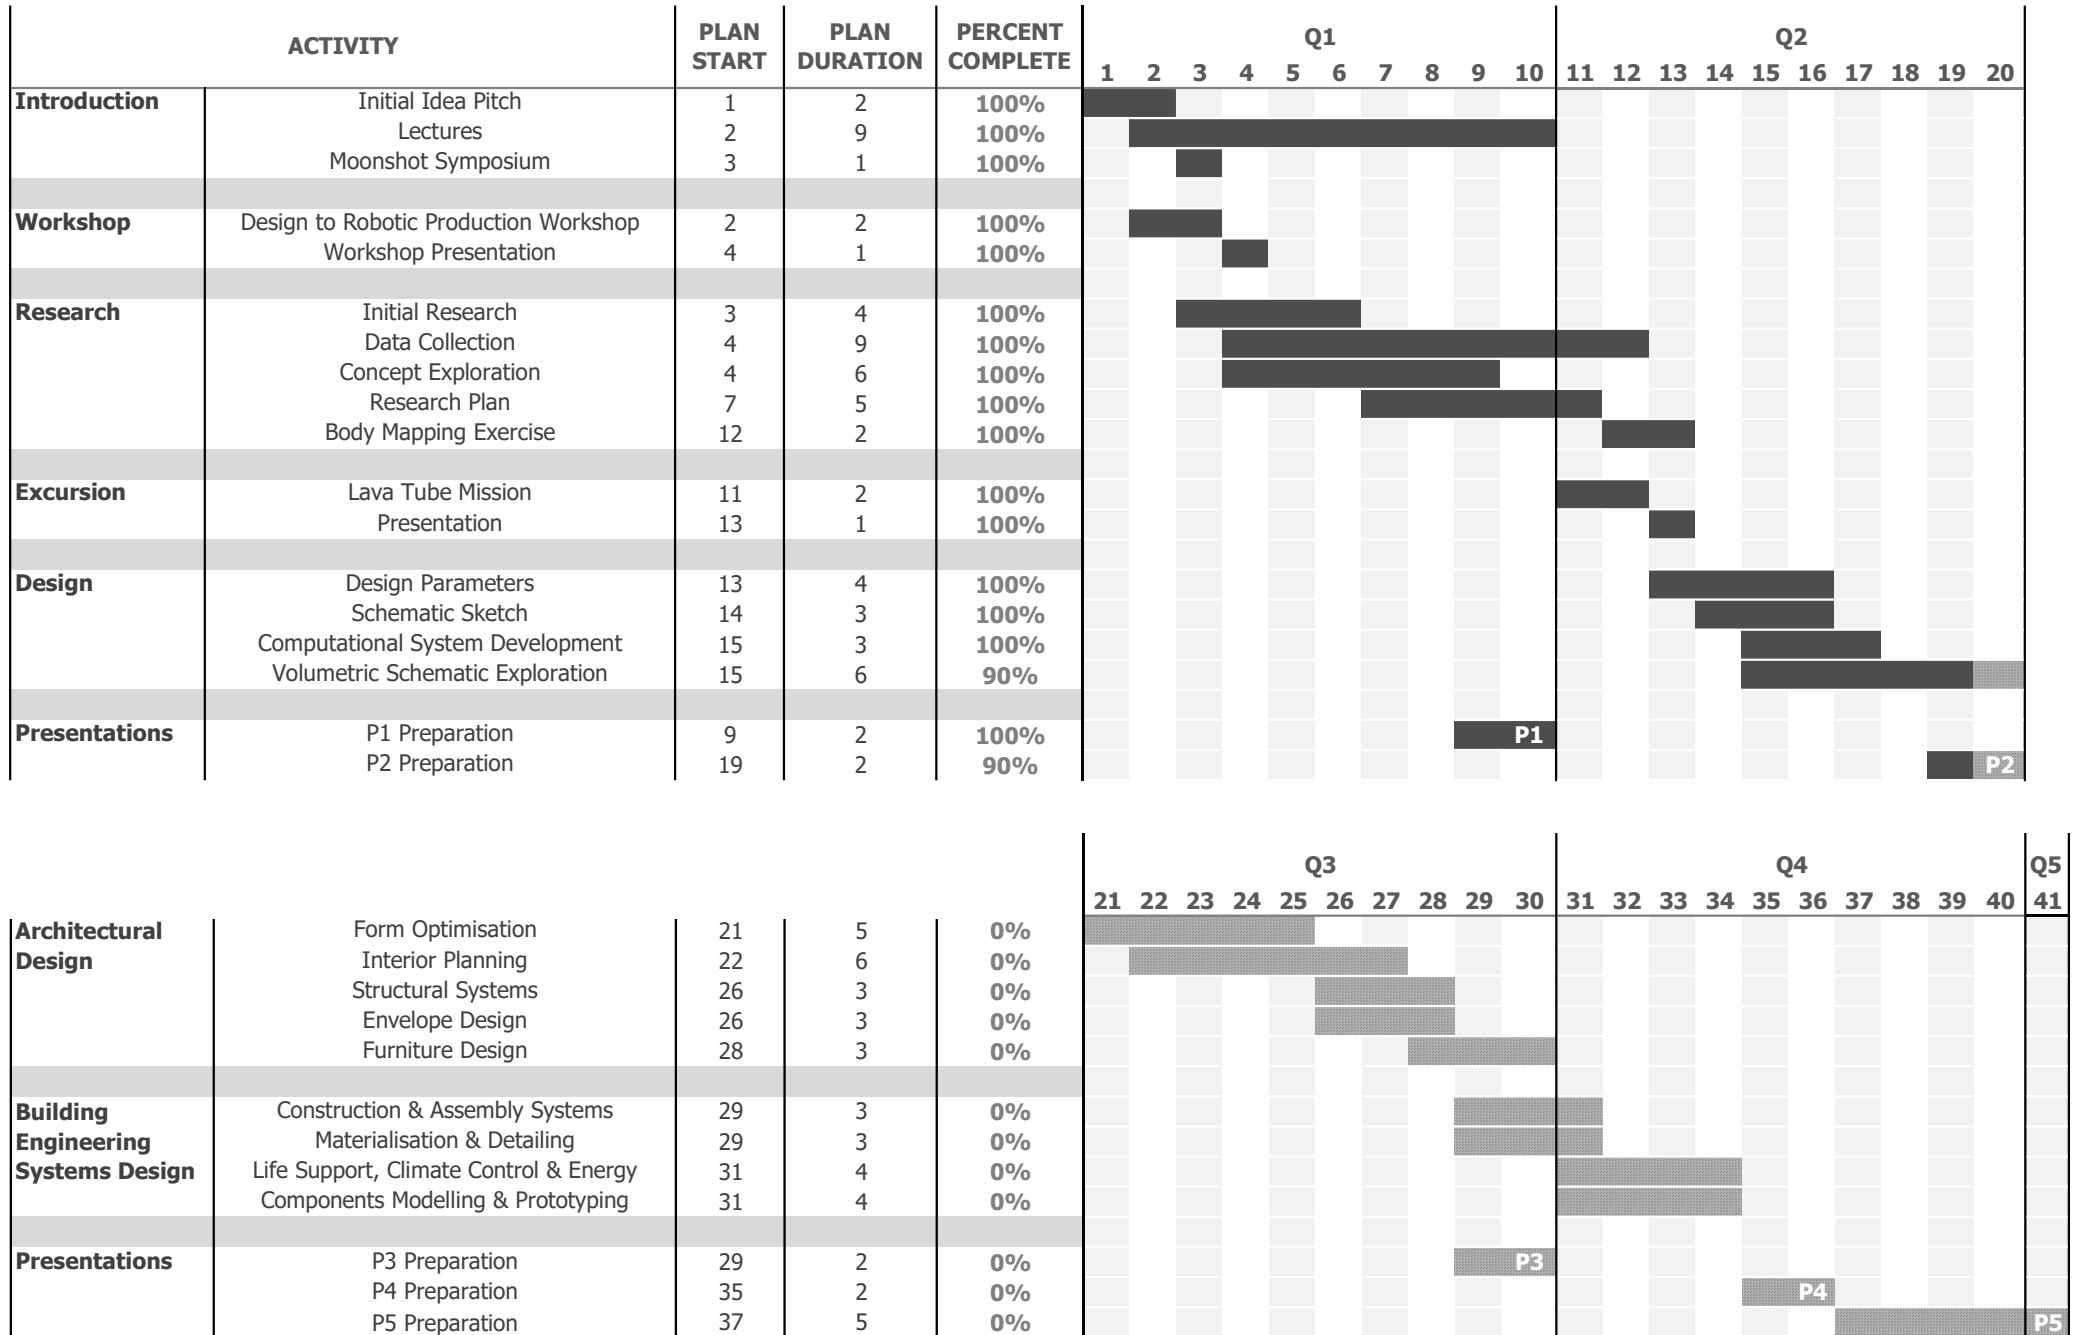 ACTIVITY PLAN START PLAN DURATION PERCENT COMPLETE Q1 Q2
1 2 3 4 5 6 7 8 9 10 11 12 13 14 15 16 17 18 19 20
Introduction Initial Idea Pitch 1 2 100%
Lectures 2 9 100%
Moonshot Symposium 3 1 100%
Workshop Design to Robotic Production Workshop 2 2 100%
Workshop Presentation 4 1 100%
Research Initial Research 3 4 100%
Data Collection 4 9 100%
Concept Exploration 4 6 100%
Research Plan 7 5 100%
Body Mapping Exercise 12 2 100%
Excursion Lava Tube Mission 11 2 100%
Presentation 13 1 100%
Design Design Parameters 13 4 100%
Schematic Sketch 14 3 100%
Computational System Development 15 3 100%
Volumetric Schematic Exploration 15 6 90%
Presentations P1 Preparation 9 2 100% P1
P2 Preparation 19 2 90% P2
Q3 Q4 Q5
21 22 23 24 25 26 27 28 29 30 31 32 33 34 35 36 37 38 39 40 41
Architectural Form Optimisation 21 5 0%
Design Interior Planning 22 6 0%
Structural Systems 26 3 0%
Envelope Design 26 3 0%
Furniture Design 28 3 0%
Building Construction & Assembly Systems 29 3 0%
Engineering Materialisation & Detailing 29 3 0%
Systems Design Life Support, Climate Control & Energy 31 4 0%
Components Modelling & Prototyping 31 4 0%
Presentations P3 Preparation 29 2 0% P3
P4 Preparation 35 2 0% P4
P5 Preparation 37 5 0% P5